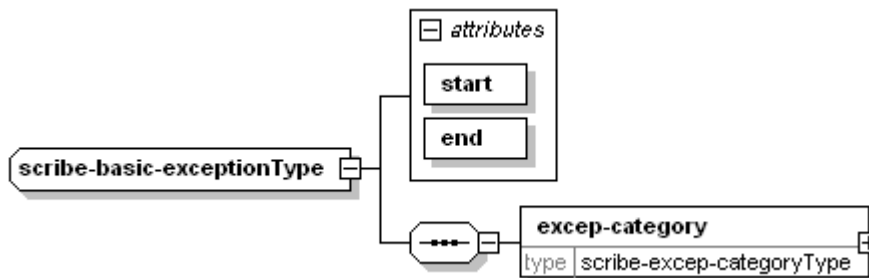 attributes
start
end
scribe-basic-exceptionType
excep-category
type scribe-excep-categoryType